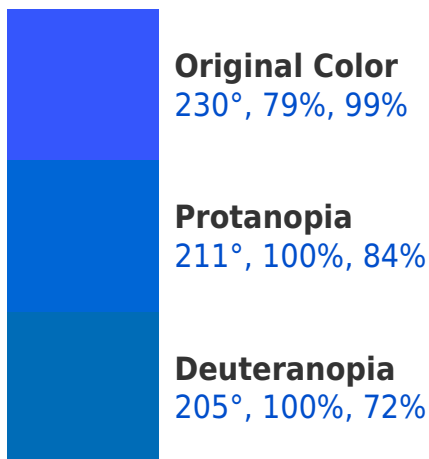 Original Color
230°, 79%, 99%
Protanopia
211°, 100%, 84%
Deuteranopia
205°, 100%, 72%